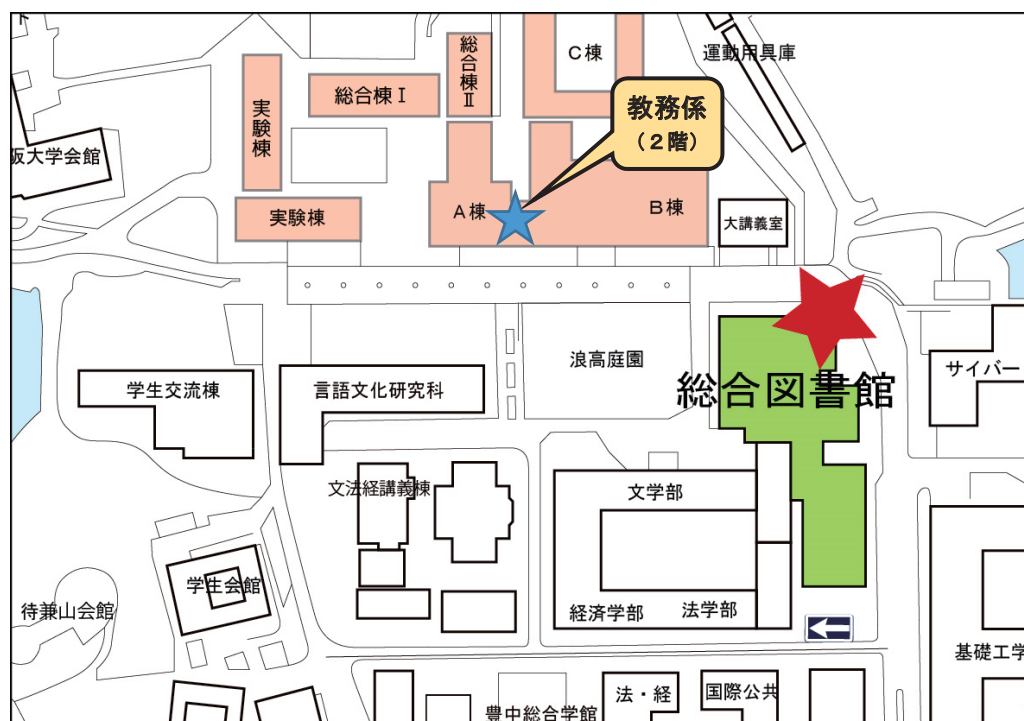 総合棟Ⅱ
C棟
運動用具庫
総合棟Ⅰ
教務係
（２階）
実験棟
阪大学会館
A棟
B棟
実験棟
大講義室
浪高庭園
サイバー
学生交流棟
言語文化研究科
総合図書館
文法経講義棟
文学部
学生会館
待兼山会館
経済学部
法学部
基礎工学
法・経
国際公共
豊中総合学館